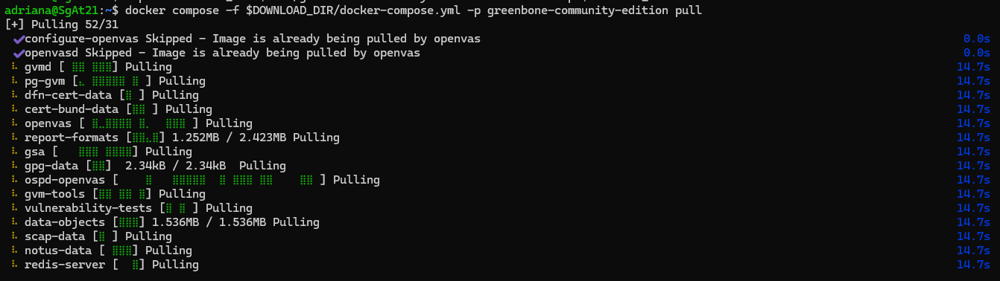 adriana@SgAt21:~$ docker compose -f $DOWNLOAD_DIR/docker-compose.yml -p greenbone-community-edition pull
[+] Pulling 52/31
✔configure-openvas Skipped - Image is already being pulled by openvas 0.0s
✔openvasd Skipped - Image is already being pulled by openvas 0.0s
⠧ gvmd [ ⣿⣿ ⣿⣿⣿] Pulling 14.7s
⠧ pg-gvm [⣄ ⣿⣿⣿⣿⣿ ⣿ ] Pulling 14.7s
⠧ dfn-cert-data [⣿ ] Pulling 14.7s
⠧ cert-bund-data [⣿⣿ ] Pulling 14.7s
⠧ openvas [ ⣿⣀⣿⣿⣿⣿ ⣿⡀  ⣿⣿⣿ ] Pulling 14.7s
⠧ report-formats [⣿⣿⣄⣿] 1.252MB / 2.423MB Pulling 14.7s
⠧ gsa [   ⣿⣿⣿ ⣿⣿⣿⣿] Pulling 14.7s
⠧ gpg-data [⣿⣿]  2.34kB / 2.34kB  Pulling 14.7s
⠧ ospd-openvas [    ⣿   ⣿⣿⣿⣿⣿  ⣿ ⣿⣿⣿ ⣿⣿    ⣿⣿ ] Pulling 14.7s
⠧ gvm-tools [⣿⣿ ⣿⣿ ⣿] Pulling 14.7s
⠧ vulnerability-tests [⣿ ⣿ ] Pulling 14.7s
⠧ data-objects [⣿⣿⣿] 1.536MB / 1.536MB Pulling 14.7s
⠧ scap-data [⣿ ] Pulling 14.7s
⠧ notus-data [ ⣿⣿⣿] Pulling 14.7s
⠧ redis-server [  ⣿] Pulling 14.7s